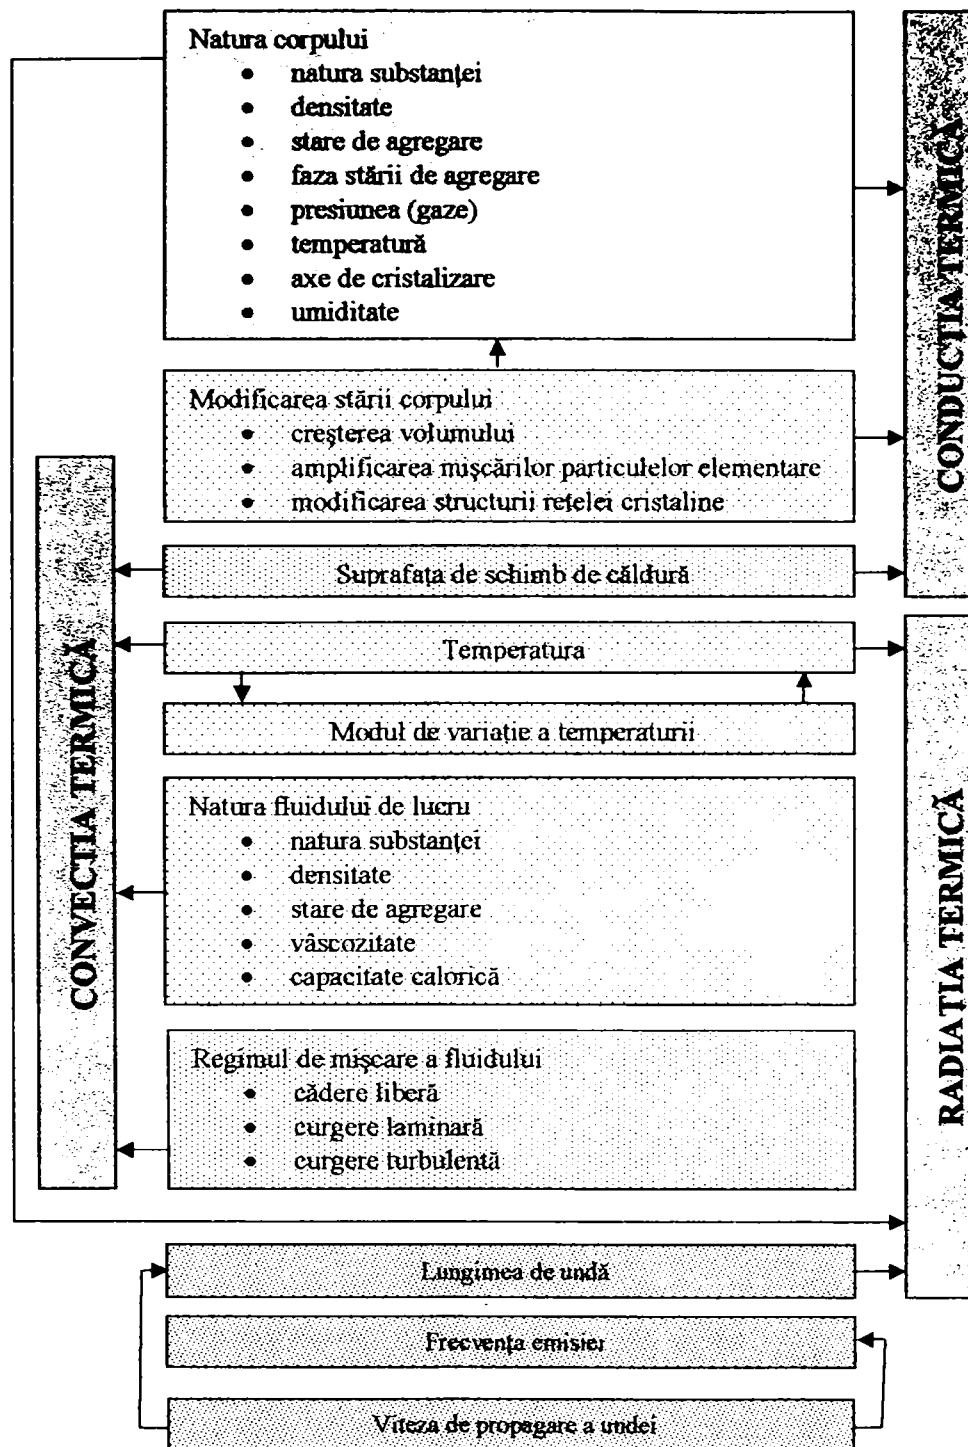 Natura corpului
• natura substanței
• densitate
• stare de agregare
• faza stării de agregare
• presiunea (gaze)
• temperatură
• axe de cristalizare
• umiditate
CONDUCȚIA TERMICĂ
Modificarea stării corpului
• creșterea volumului
• amplificarea mișcărilor particulelor elementare
• modificarea structurii retelei cristaline
Suprafața de schimb de căldură
Temperatura
Modul de variație a temperaturii
CONVECTIA TERMICĂ
Natura fluidului de lucru
• natura substanței
• densitate
• stare de agregare
• vâscozitate
• capacitate calorică
RADIATIA TERMICĂ
Regimul de mișcare a fluidului
• cădere liberă
• curgere laminară
• curgere turbulentă
Lungimea de undă
Frecvența emisiei
Viteza de propagare a undei